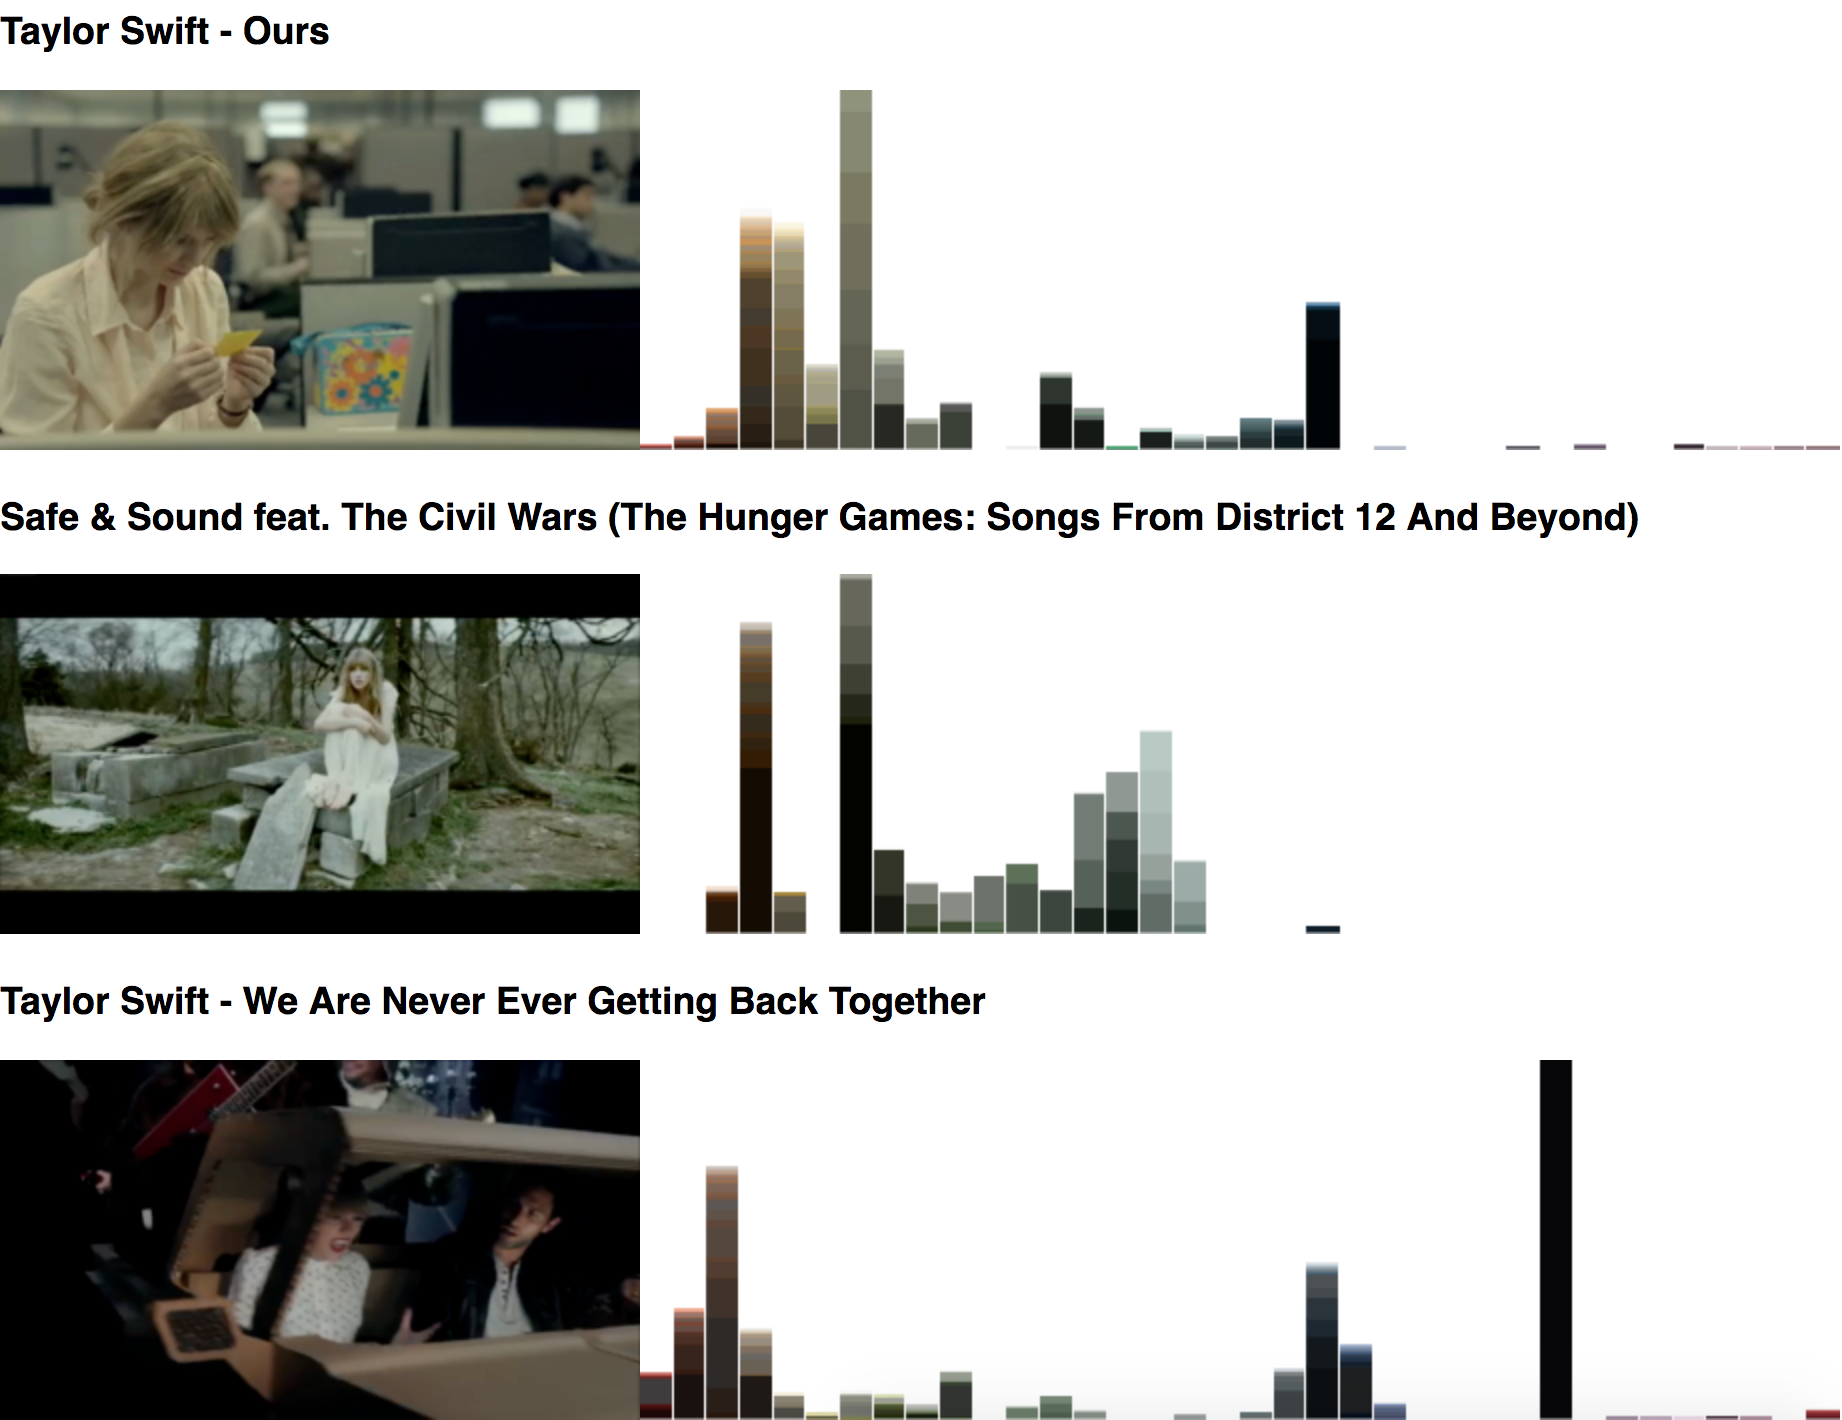 Taylor Swift - Ours
Safe & Sound feat. The Civil Wars (The Hunger Games: Songs From District 12 And Beyond)
Taylor Swift - We Are Never Ever Getting Back Together